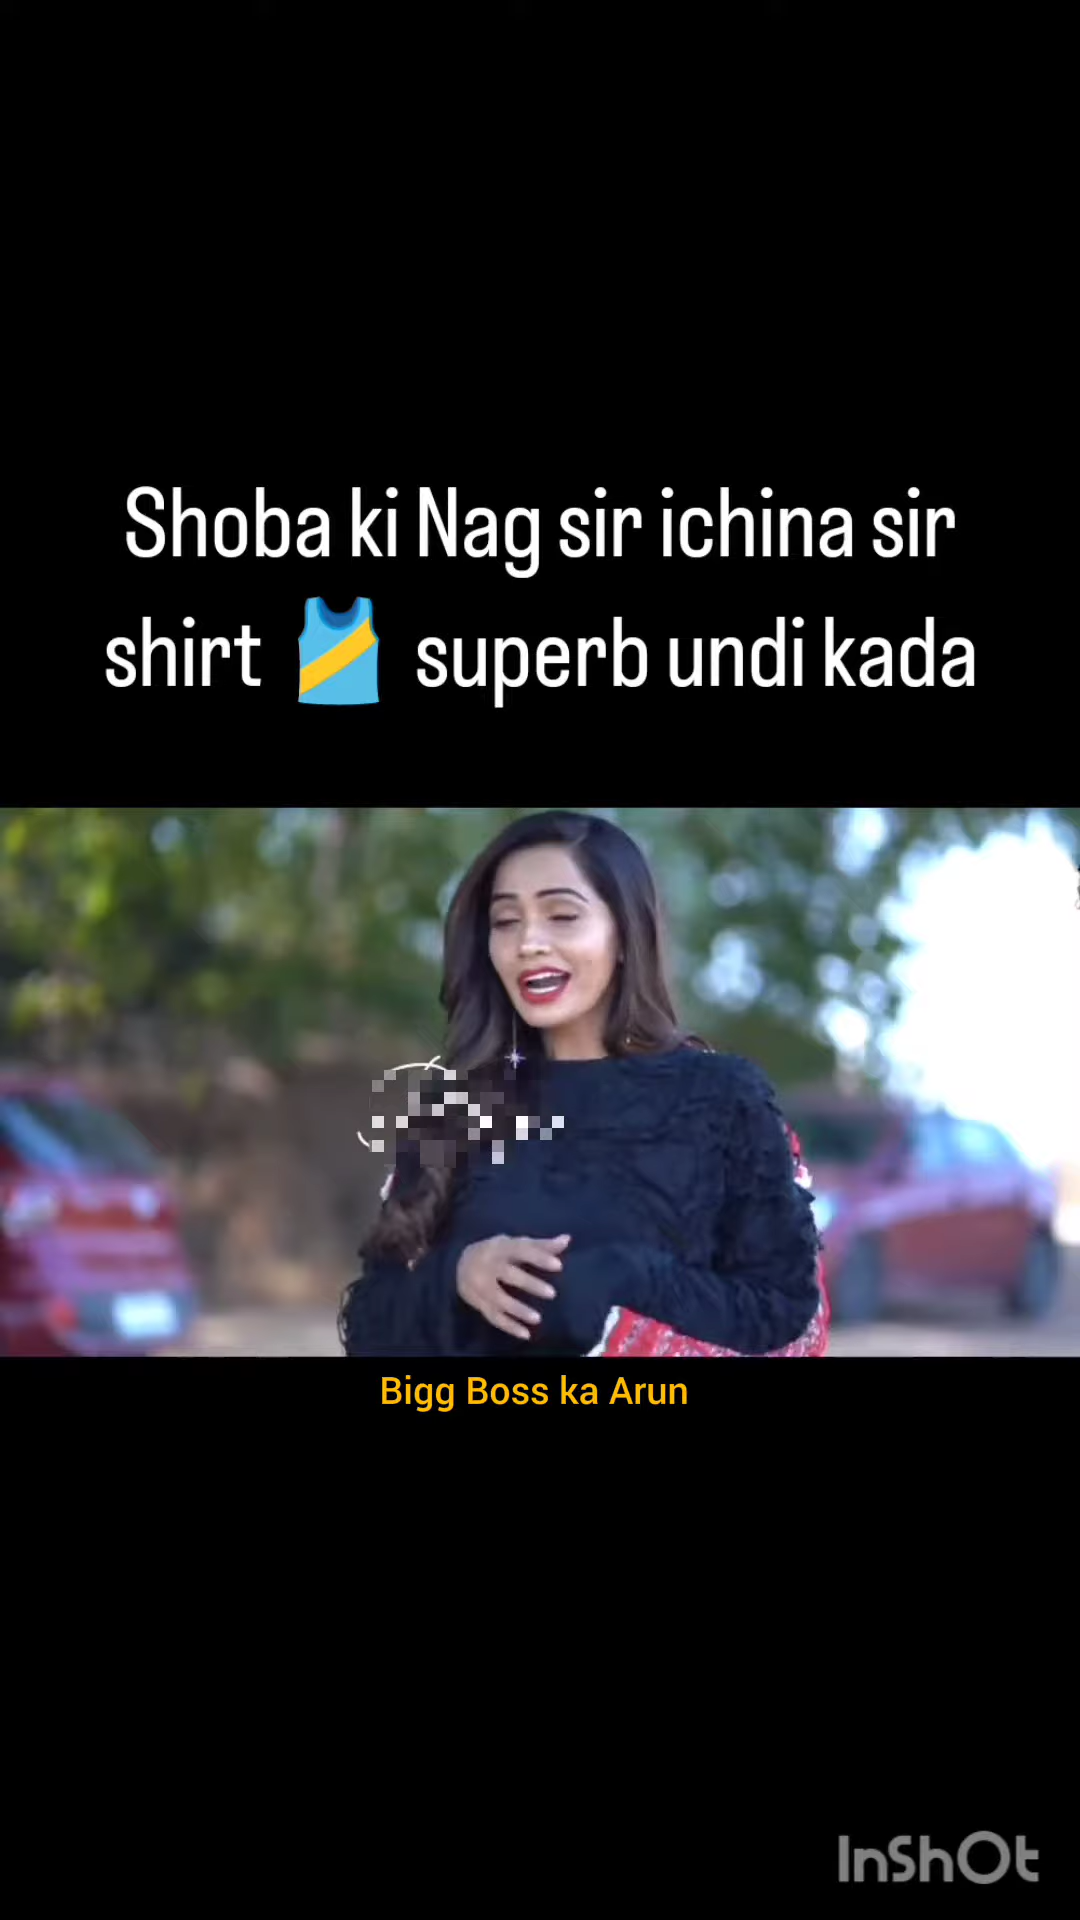 Shoba ki Nag sir ichina sir
shirt 🎽 superb undi kada
Bigg Boss ka Arun
InShOt